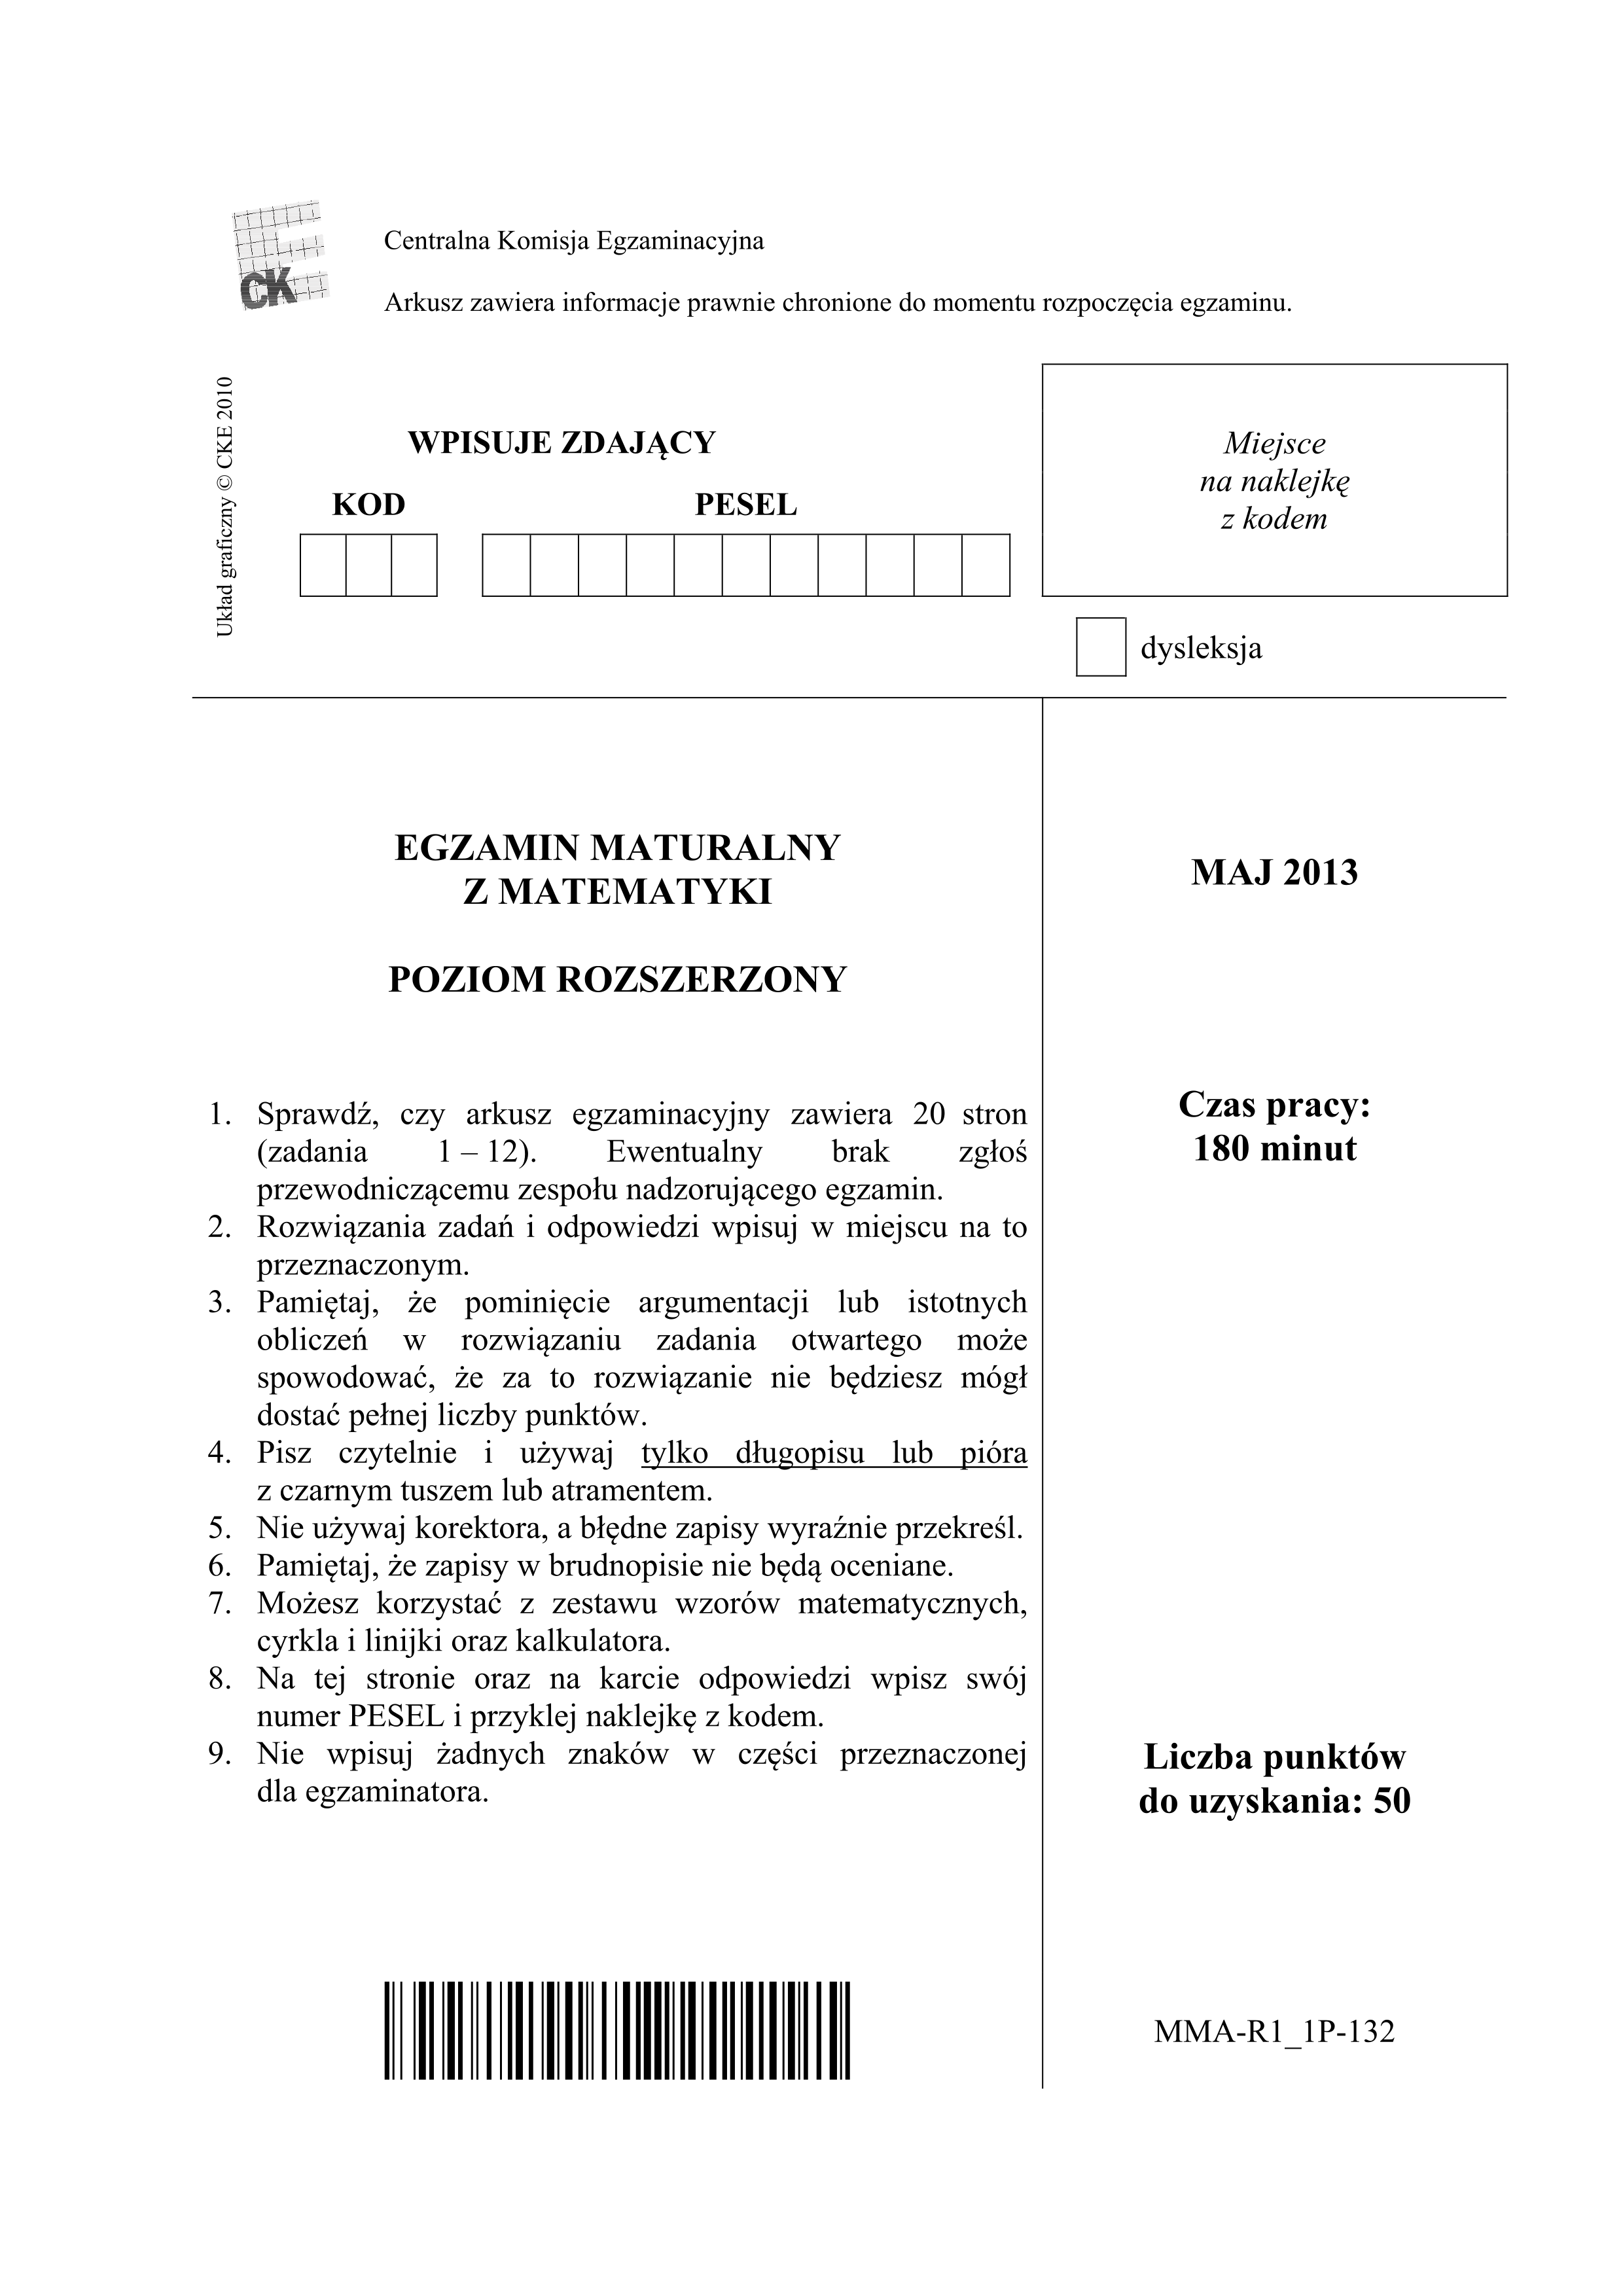 CKE
Centralna Komisja Egzaminacyjna
Arkusz zawiera informacje prawnie chronione do momentu rozpoczęcia egzaminu.
Układ graficzny © CKE 2010
WPISUJE ZDAJĄCY
KOD PESEL
Miejsce
na naklejkę
z kodem
dysleksja
EGZAMIN MATURALNY
Z MATEMATYKI
POZIOM ROZSZERZONY
MAJ 2013
1. Sprawdź, czy arkusz egzaminacyjny zawiera 20 stron
(zadania 1 – 12). Ewentualny brak zgłoś
przewodniczącemu zespołu nadzorującego egzamin.
2. Rozwiązania zadań i odpowiedzi wpisuj w miejscu na to
przeznaczonym.
3. Pamiętaj, że pominięcie argumentacji lub istotnych
obliczeń w rozwiązaniu zadania otwartego może
spowodować, że za to rozwiązanie nie będziesz mógł
dostać pełnej liczby punktów.
4. Pisz czytelnie i używaj tylko długopisu lub pióra
z czarnym tuszem lub atramentem.
5. Nie używaj korektora, a błędne zapisy wyraźnie przekreśl.
6. Pamiętaj, że zapisy w brudnopisie nie będą oceniane.
7. Możesz korzystać z zestawu wzorów matematycznych,
cyrkla i linijki oraz kalkulatora.
8. Na tej stronie oraz na karcie odpowiedzi wpisz swój
numer PESEL i przyklej naklejkę z kodem.
9. Nie wpisuj żadnych znaków w części przeznaczonej
dla egzaminatora.
Czas pracy:
180 minut
Liczba punktów
do uzyskania: 50
MMA-R1_1P-132